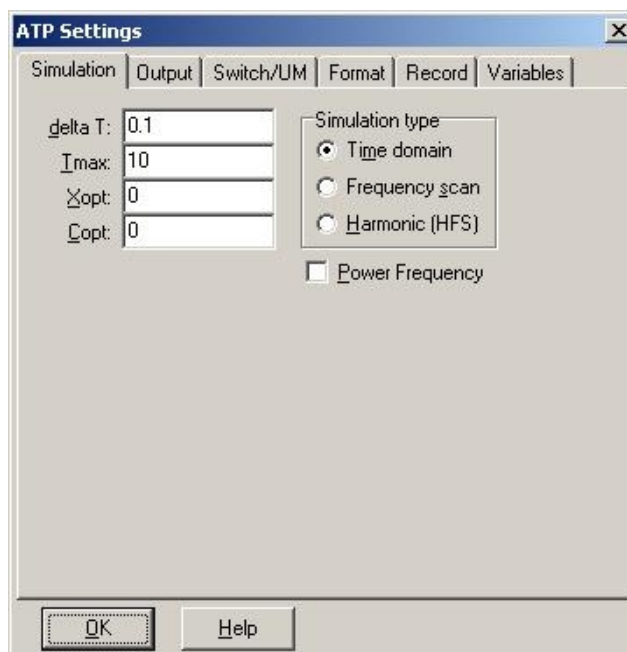 ATP Settings
Simulation Output Switch/UM Format Record Variables
delta T: 0.1
Tmax: 10
Xopt: 0
Copt: 0
Simulation type
Time domain
Frequency scan
Harmonic (HFS)
Power Frequency
OK Help